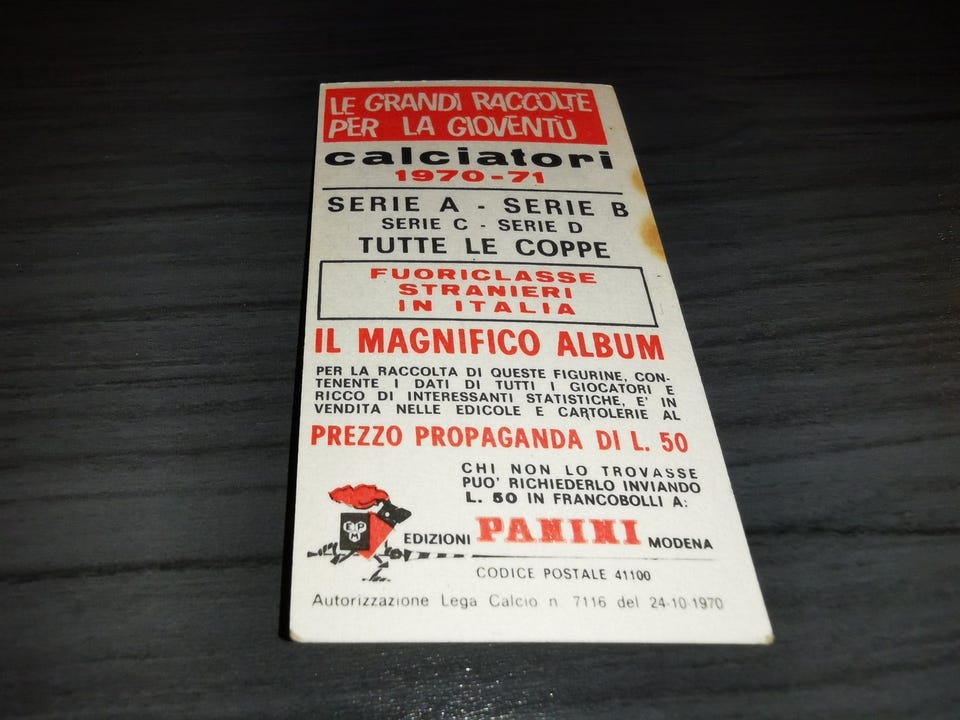 LE GRANDI RACCOLTE
PER LA GIOVENTÙ
calciatori
1970-71
SERIE A - SERIE B
SERIE C - SERIE D
TUTTE LE COPPE
FUORICLASSE
STRANIERI
IN ITALIA
IL MAGNIFICO ALBUM
PER LA RACCOLTA DI QUESTE FIGURINE, CON-
TENENTE I DATI DI TUTTI I GIOCATORI E
RICCO DI INTERESSANTI STATISTICHE, E' IN
VENDITA NELLE EDICOLE E CARTOLERIE AL
PREZZO PROPAGANDA DI L. 50
CHI NON LO TROVASSE
PUO' RICHIEDERLO INVIANDO
L. 50 IN FRANCOBOLLI A:
EPM
EDIZIONI PANINI MODENA
CODICE POSTALE 41100
Autorizzazione Lega Calcio n. 7116 del 24-10-1970